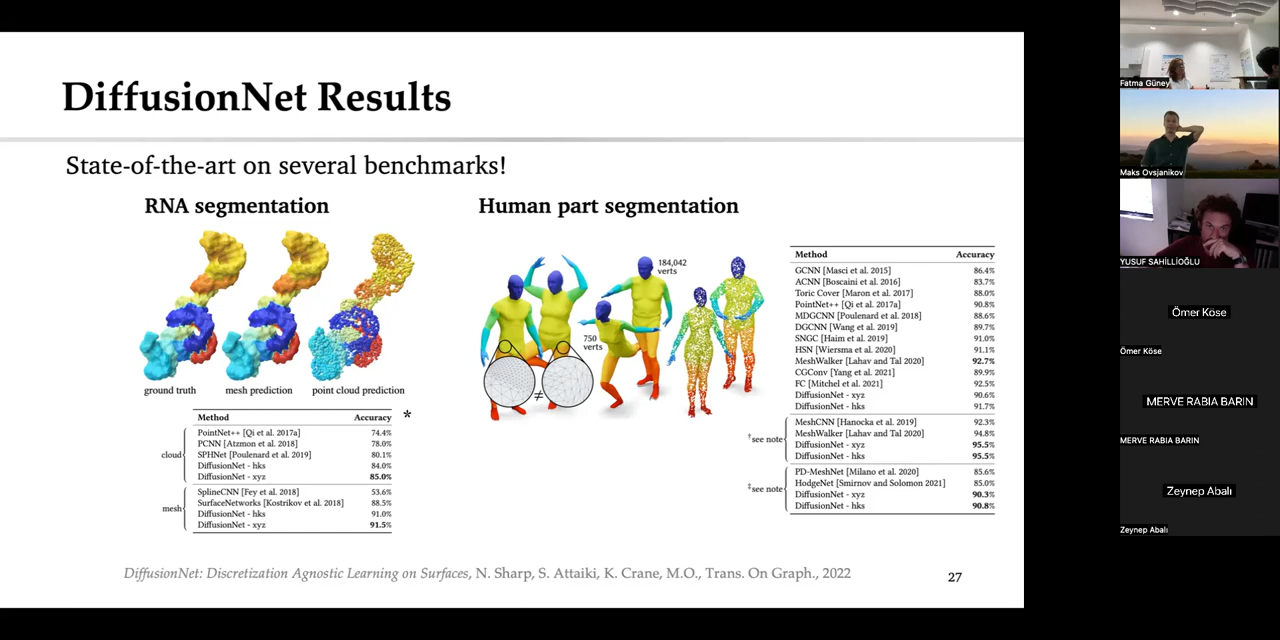 DiffusionNet Results
State-of-the-art on several benchmarks!
RNA segmentation
ground truth
mesh prediction
point cloud prediction
Method Accuracy *
cloud
PointNet++ [Qi et al. 2017a] 74.4%
PCNN [Atzmon et al. 2018] 78.0%
SPHNet [Poulenard et al. 2019] 80.1%
DiffusionNet - hks 84.0%
DiffusionNet - xyz 85.0%
mesh
SplineCNN [Fey et al. 2018] 53.6%
SurfaceNetworks [Kostrikov et al. 2018] 88.5%
DiffusionNet - hks 91.0%
DiffusionNet - xyz 91.5%
Human part segmentation
184,042
verts
750
verts
≠
Method Accuracy
GCNN [Masci et al. 2015] 86.4%
ACNN [Boscaini et al. 2016] 83.7%
Toric Cover [Maron et al. 2017] 88.0%
PointNet++ [Qi et al. 2017a] 90.8%
MDGCNN [Poulenard et al. 2018] 88.6%
DGCNN [Wang et al. 2019] 89.7%
SNGC [Haim et al. 2019] 91.0%
HSN [Wiersma et al. 2020] 91.1%
MeshWalker [Lahav and Tal 2020] 92.7%
CGConv [Yang et al. 2021] 89.9%
FC [Mitchel et al. 2021] 92.5%
DiffusionNet - xyz 90.6%
DiffusionNet - hks 91.7%
†see note
MeshCNN [Hanocka et al. 2019] 92.3%
MeshWalker [Lahav and Tal 2020] 94.8%
DiffusionNet - xyz 95.5%
DiffusionNet - hks 95.5%
‡see note
PD-MeshNet [Milano et al. 2020] 85.6%
HodgeNet [Smirnov and Solomon 2021] 85.0%
DiffusionNet - xyz 90.3%
DiffusionNet - hks 90.8%
DiffusionNet: Discretization Agnostic Learning on Surfaces, N. Sharp, S. Attaiki, K. Crane, M.O., Trans. On Graph., 2022
27
Fatma Güney
Maks Ovsjanikov
YUSUF SAHİLLİOĞLU
Ömer Köse
Ömer Köse
MERVE RABIA BARIN
MERVE RABIA BARIN
Zeynep Abalı
Zeynep Abalı